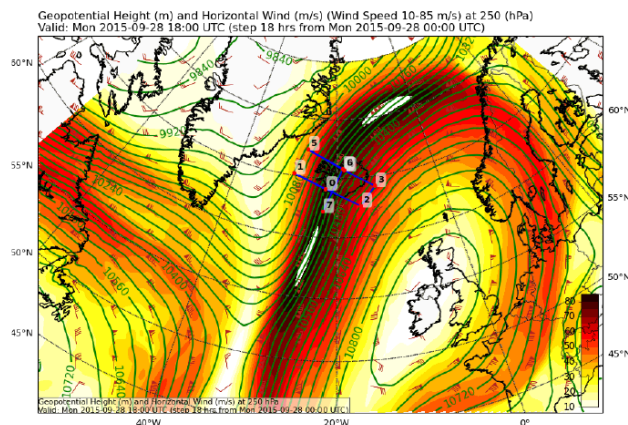 Geopotential Height (m) and Horizontal Wind (m/s) (Wind Speed 10-85 m/s) at 250 (hPa)
Valid: Mon 2015-09-28 18:00 UTC (step 18 hrs from Mon 2015-09-28 00:00 UTC)
9840
9840
10000
60°N
9920
60°N
5
55°N
1
6
10240
0
3
55°N
7
2
50°N
10560
10400
10800
50°N
80
70
60
50
45°N
40
45°N
30
20
10720
10640
10720
10
Geopotential Height (m) and Horizontal Wind (m/s) at 250 hPa
Valid: Mon 2015-09-28 18:00 UTC (step 18 hrs from Mon 2015-09-28 00:00 UTC)
40°W
20°W
0°E